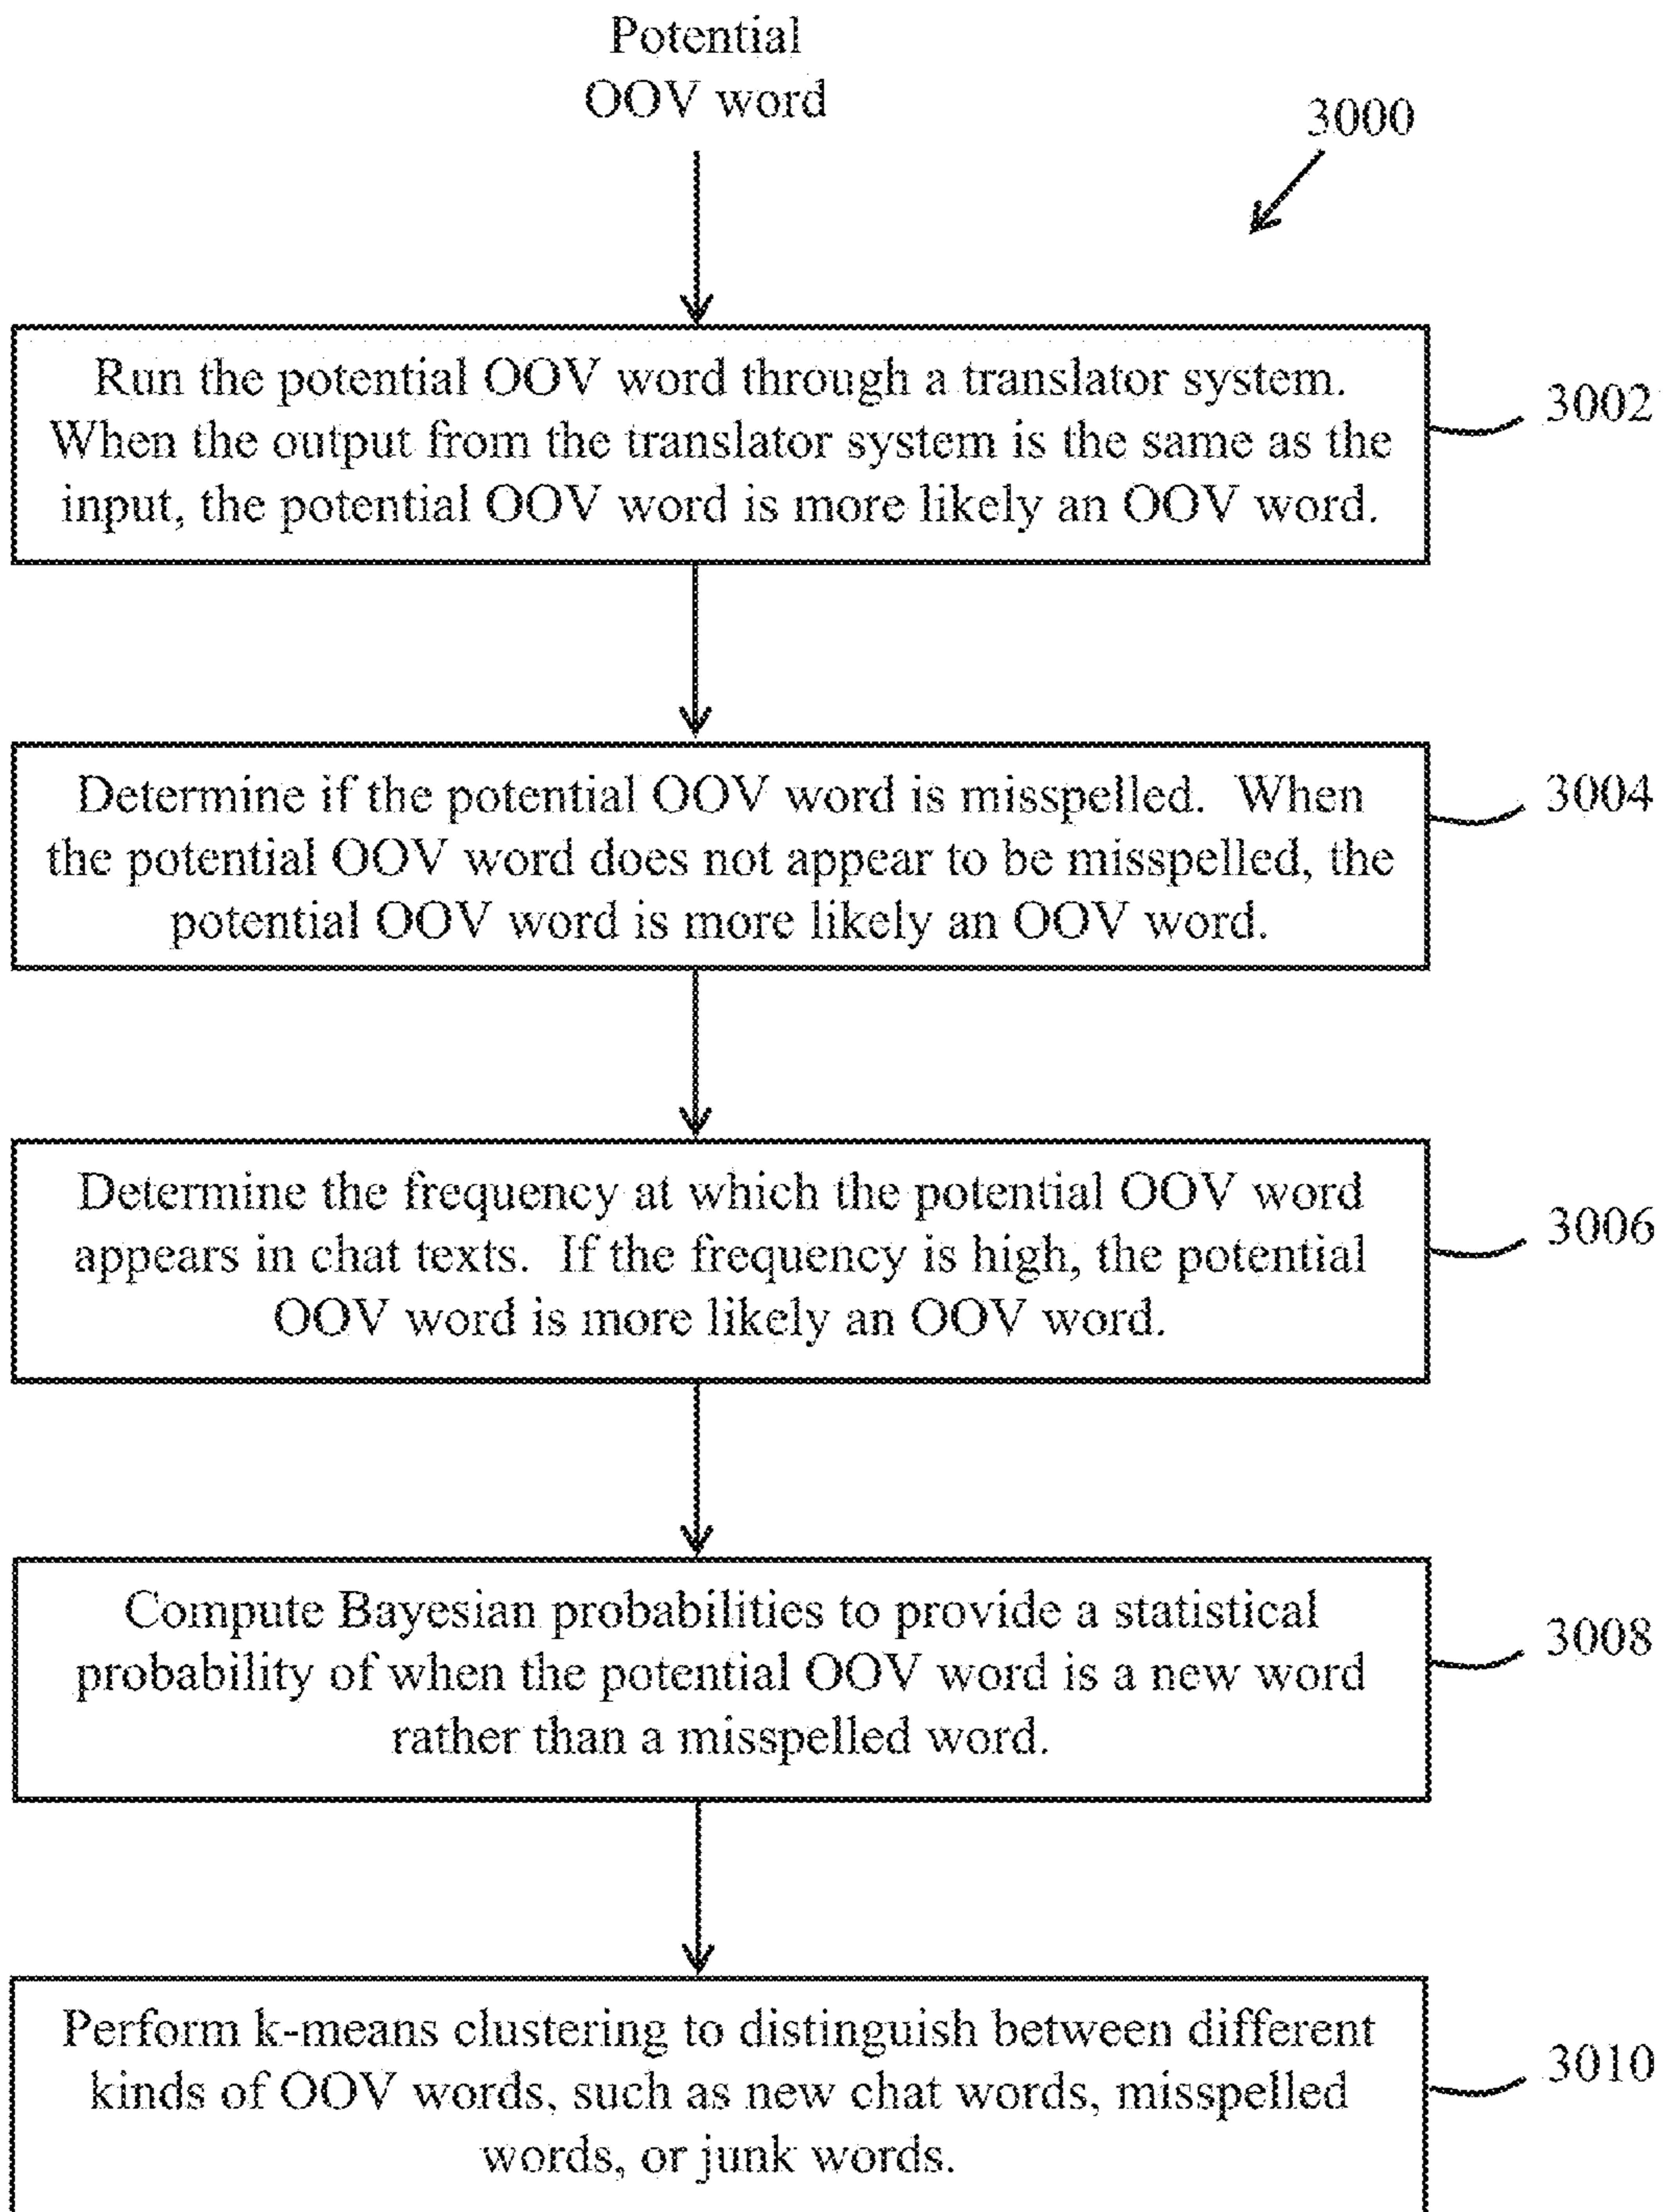 Potential
OOV word
3000
Run the potential OOV word through a translator system.
When the output from the translator system is the same as the
input, the potential OOV word is more likely an OOV word.
3002
Determine if the potential OOV word is misspelled. When
the potential OOV word does not appear to be misspelled, the
potential OOV word is more likely an OOV word.
3004
Determine the frequency at which the potential OOV word
appears in chat texts. If the frequency is high, the potential
OOV word is more likely an OOV word.
3006
Compute Bayesian probabilities to provide a statistical
probability of when the potential OOV word is a new word
rather than a misspelled word.
3008
Perform k-means clustering to distinguish between different
kinds of OOV words, such as new chat words, misspelled
words, or junk words.
3010